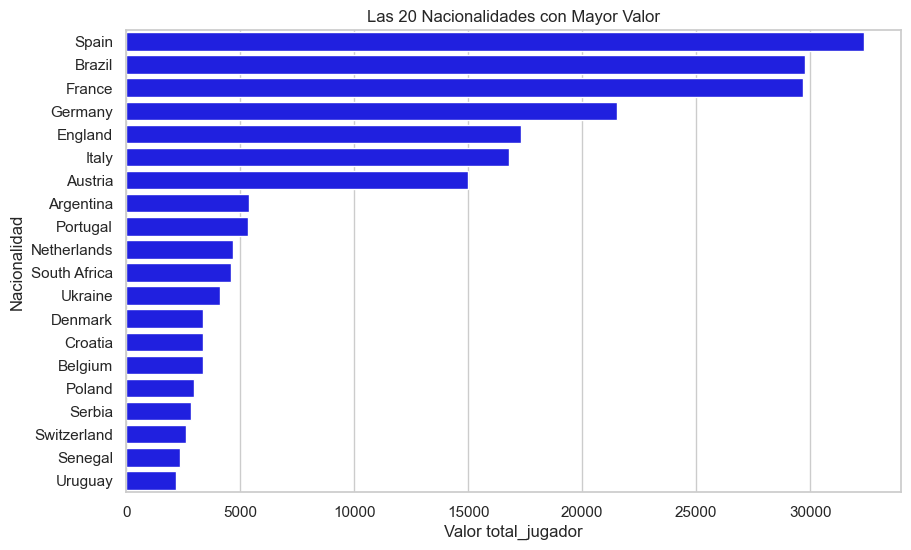 Las 20 Nacionalidades con Mayor Valor
Nacionalidad
Spain
Brazil
France
Germany
England
Italy
Austria
Argentina
Portugal
Netherlands
South Africa
Ukraine
Denmark
Croatia
Belgium
Poland
Serbia
Switzerland
Senegal
Uruguay
0 5000 10000 15000 20000 25000 30000
Valor total_jugador